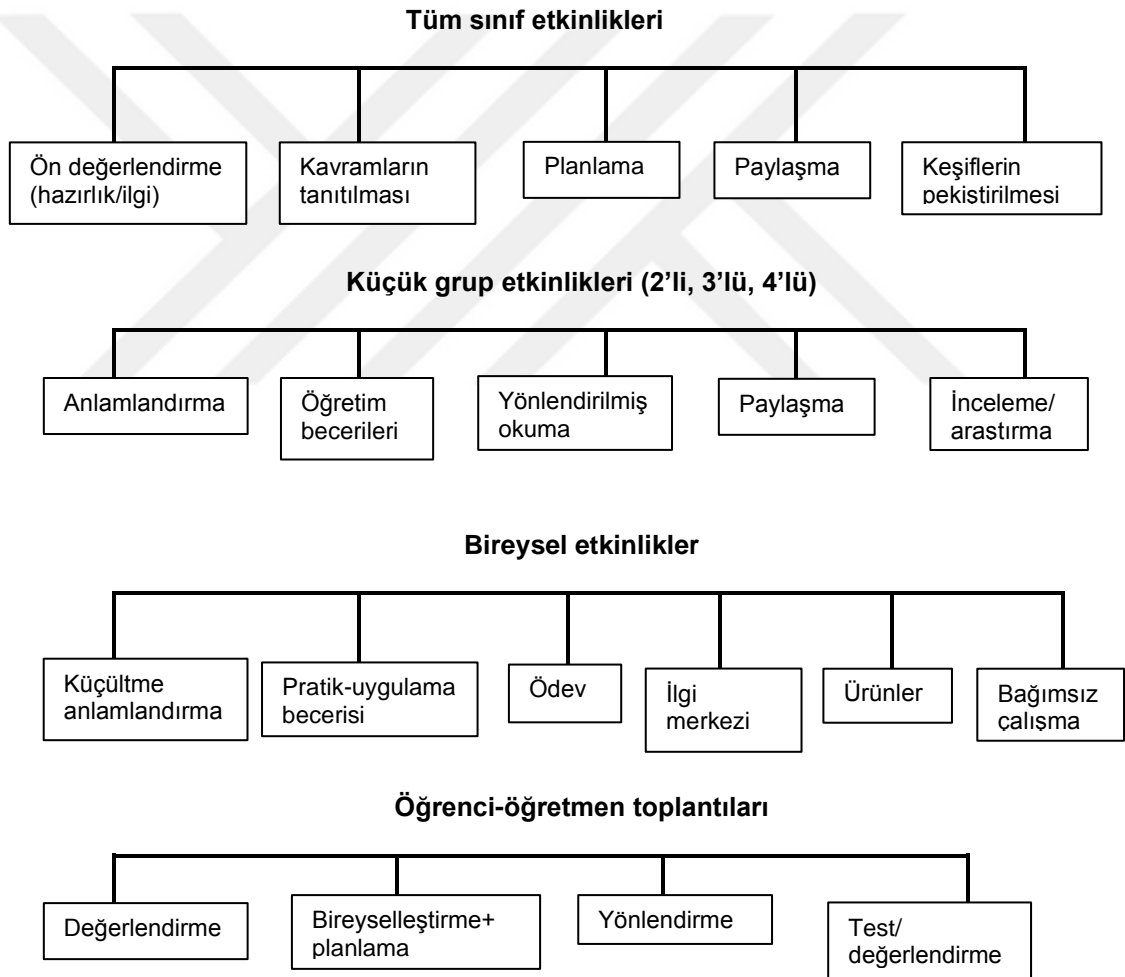 Tüm sınıf etkinlikleri
Ön değerlendirme
(hazırlık/ilgi)
Kavramların
tanıtılması
Planlama
Paylaşma
Keşiflerin
pekistirilmesi
Küçük grup etkinlikleri (2’li, 3’lü, 4’lü)
Anlamlandırma
Öğretim
becerileri
Yönlendirilmiş
okuma
Paylaşma
İnceleme/
arastırma
Bireysel etkinlikler
Küçültme
anlamlandırma
Pratik-uygulama
becerisi
Ödev
İlgi
merkezi
Ürünler
Bağımsız
çalışma
Öğrenci-öğretmen toplantıları
Değerlendirme
Bireyselleştirme+
planlama
Yönlendirme
Test/
değerlendirme